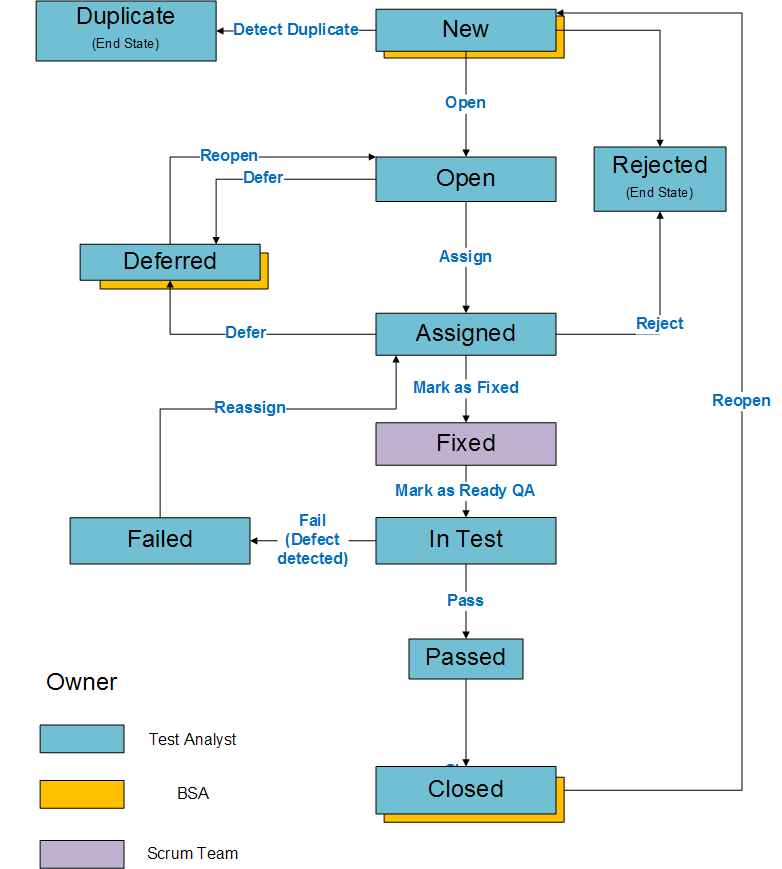 Duplicate
(End State)
Detect Duplicate
New
Open
Reopen
Defer
Open
Rejected
(End State)
Deferred
Assign
Defer
Assigned
Reject
Mark as Fixed
Reassign
Reopen
Fixed
Mark as Ready QA
Fail
(Defect
detected)
Failed
In Test
Pass
Passed
Owner
Test Analyst
Closed
BSA
Scrum Team